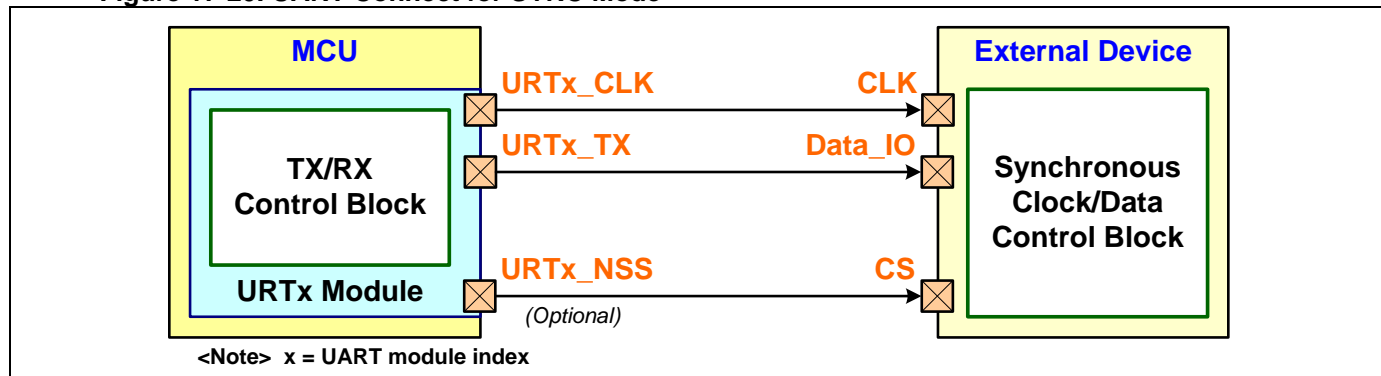 MCU
External Device
URTx_CLK
CLK
URTx_TX
Data_IO
TX/RX
Control Block
Synchronous
Clock/Data
Control Block
URTx_NSS
CS
URTx Module
(Optional)
<Note> x = UART module index